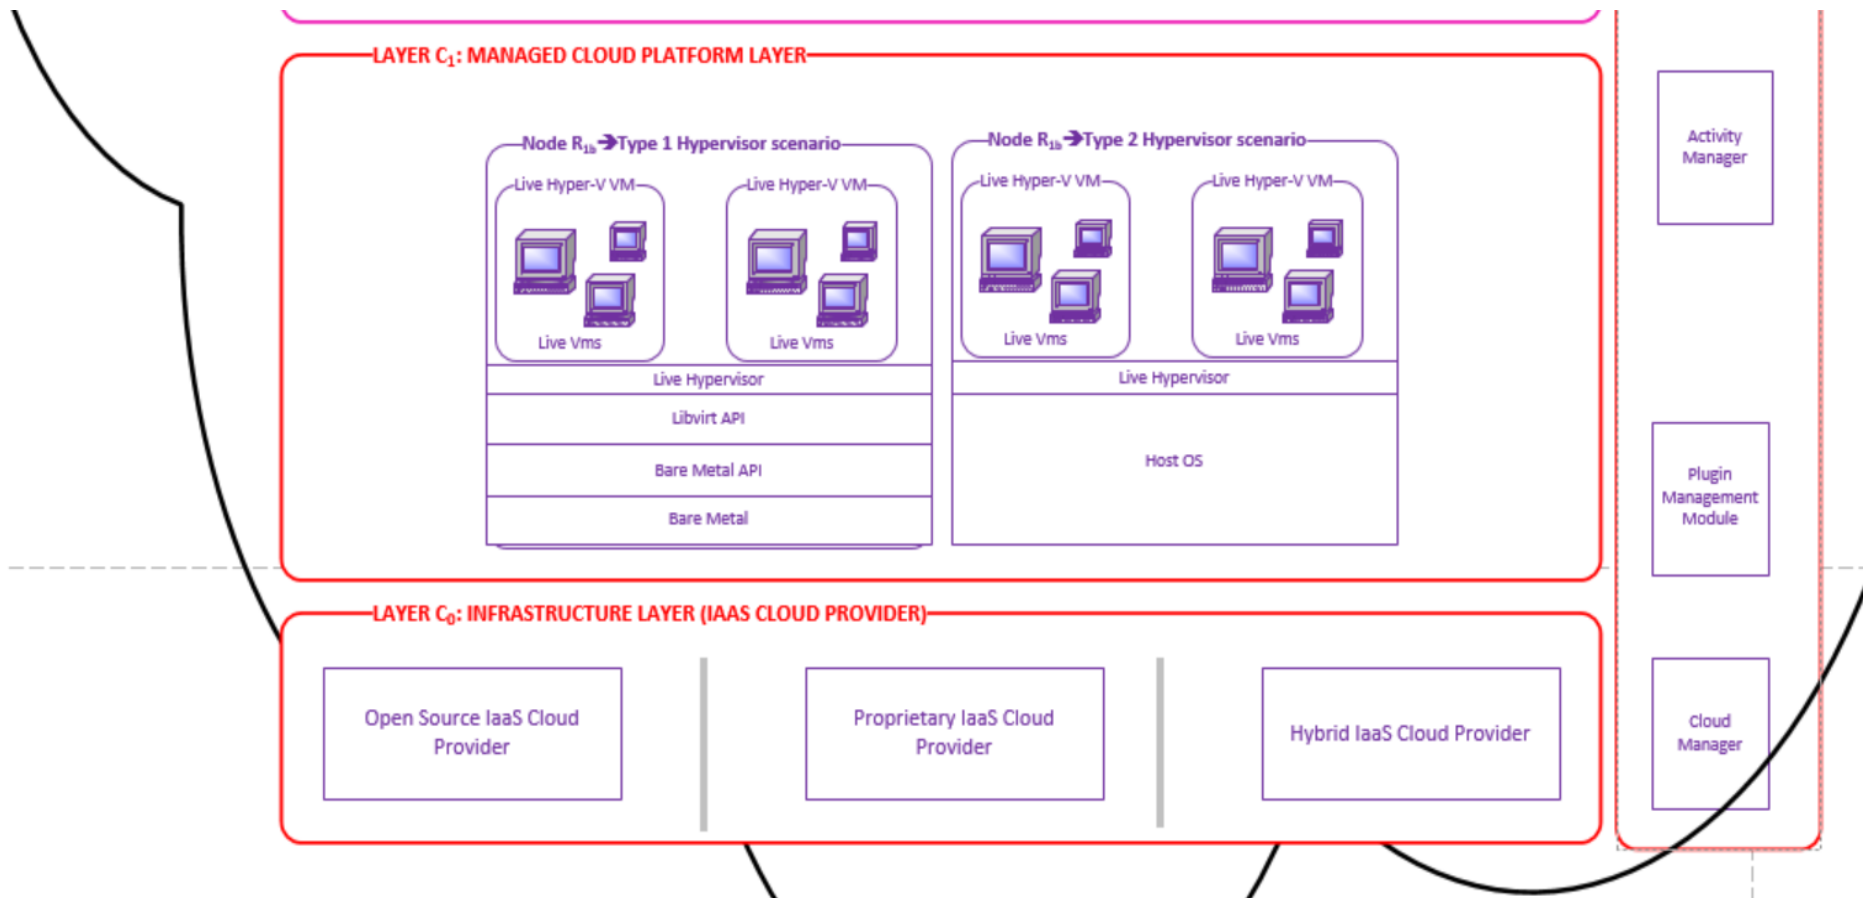 LAYER C₁: MANAGED CLOUD PLATFORM LAYER
Node R₁b➔Type 1 Hypervisor scenario
Live Hyper-V VM
Live Vms
Live Hyper-V VM
Live Vms
Live Hypervisor
Libvirt API
Bare Metal API
Bare Metal
Node R₁b➔Type 2 Hypervisor scenario
Live Hyper-V VM
Live Vms
Live Hyper-V VM
Live Vms
Live Hypervisor
Host OS
LAYER C₀: INFRASTRUCTURE LAYER (IAAS CLOUD PROVIDER)
Open Source IaaS Cloud
Provider
Proprietary IaaS Cloud
Provider
Hybrid IaaS Cloud Provider
Activity
Manager
Plugin
Management
Module
Cloud
Manager